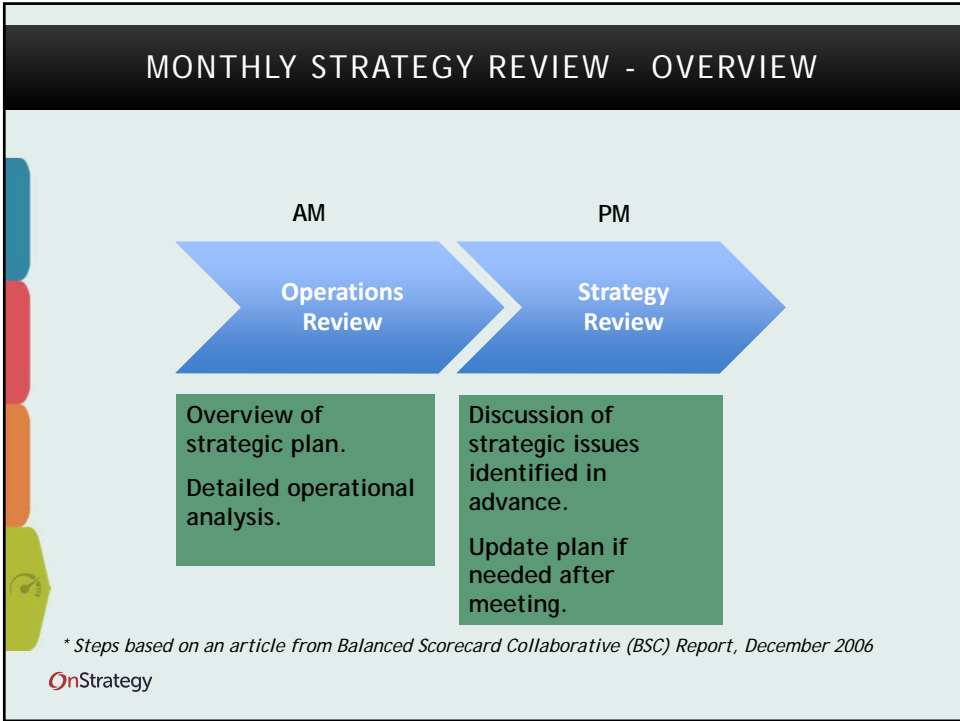 MONTHLY STRATEGY REVIEW - OVERVIEW
AM
PM
Operations
Review
Strategy
Review
Overview of
strategic plan.
Detailed operational
analysis.
Discussion of
strategic issues
identified in
advance.
Update plan if
needed after
meeting.
* Steps based on an article from Balanced Scorecard Collaborative (BSC) Report, December 2006
OnStrategy